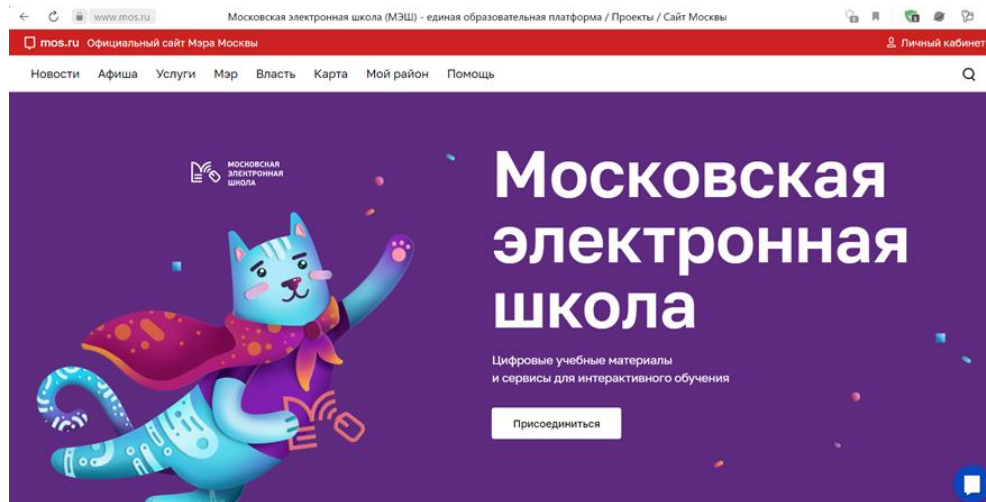 www.mos.ru Московская электронная школа (МЭШ) - единая образовательная платформа / Проекты / Сайт Москвы
mos.ru Официальный сайт Мэра Москвы Личный кабинет
Новости Афиша Услуги Мэр Власть Карта Мой район Помощь
МОСКОВСКАЯ
ЭЛЕКТРОННАЯ
ШКОЛА
Московская
электронная
школа
Цифровые учебные материалы
и сервисы для интерактивного обучения
Присоединиться